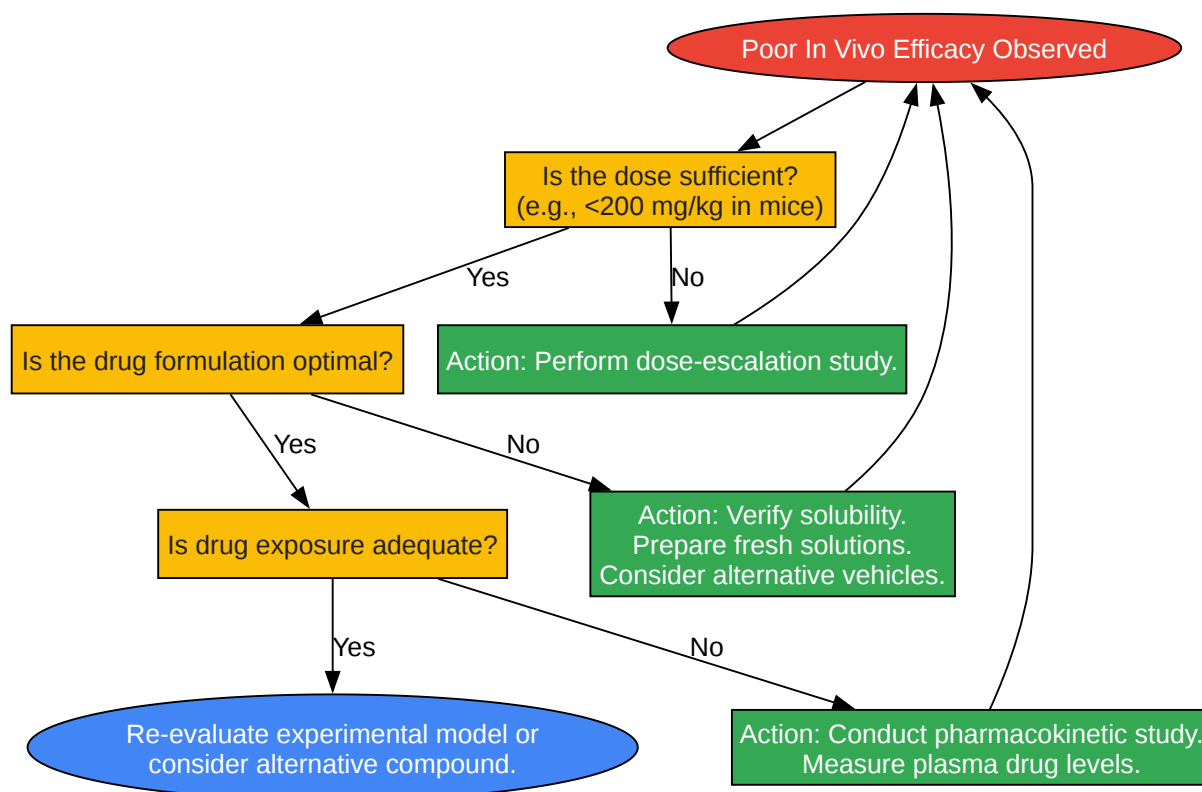 Poor In Vivo Efficacy Observed
Is the dose sufficient?
(e.g., <200 mg/kg in mice)
Yes
No
Is the drug formulation optimal?
Action: Perform dose-escalation study.
Yes
No
Is drug exposure adequate?
Action: Verify solubility.
Prepare fresh solutions.
Consider alternative vehicles.
Yes
No
Re-evaluate experimental model or
consider alternative compound.
Action: Conduct pharmacokinetic study.
Measure plasma drug levels.